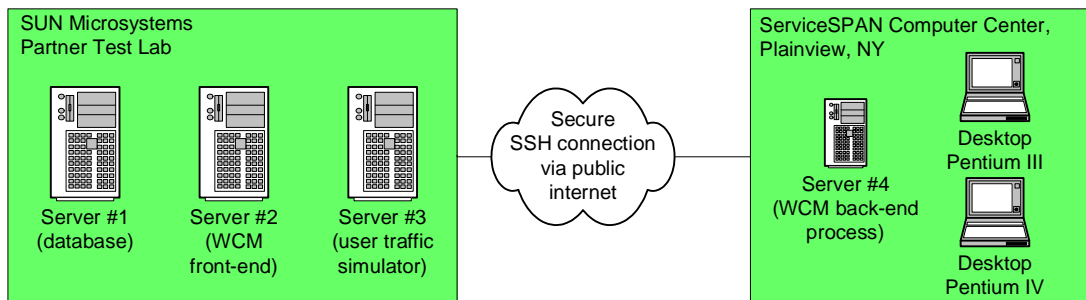 SUN Microsystems
Partner Test Lab
Server #1
(database)
Server #2
(WCM
front-end)
Server #3
(user traffic
simulator)
Secure
SSH connection
via public
internet
ServiceSPAN Computer Center,
Plainview, NY
Server #4
(WCM back-end
process)
Desktop
Pentium III
Desktop
Pentium IV